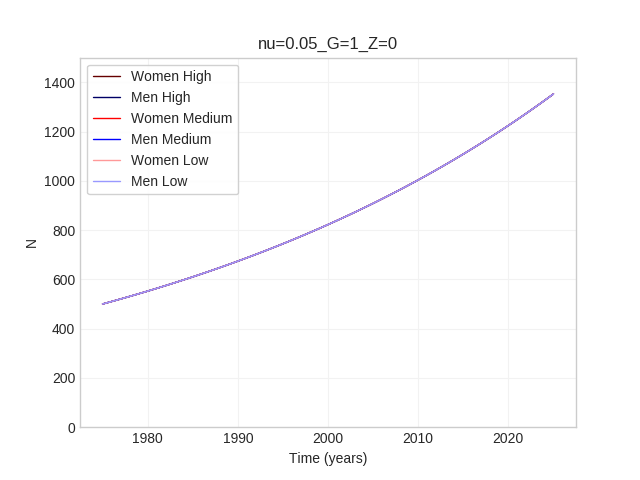 nu=0.05_G=1_Z=0
Women High
Men High
Women Medium
Men Medium
Women Low
Men Low
N
1400
1200
1000
800
600
400
200
0
1980 1990 2000 2010 2020
Time (years)